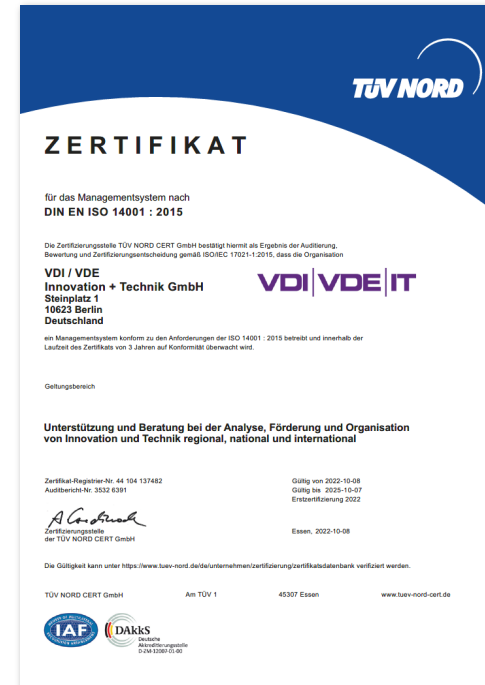 TÜV NORD
ZERTIFIKAT
für das Managementsystem nach
DIN EN ISO 14001 : 2015
Die Zertifizierungsstelle TÜV NORD CERT GmbH bestätigt hiermit als Ergebnis der Auditierung,
Bewertung und Zertifizierungsentscheidung gemäß ISO/IEC 17021-1:2015, dass die Organisation
VDI / VDE
Innovation + Technik GmbH
Steinplatz 1
10623 Berlin
Deutschland
VDI|VDE|IT
ein Managementsystem konform zu den Anforderungen der ISO 14001 : 2015 betreibt und innerhalb der
Laufzeit des Zertifikats von 3 Jahren auf Konformität überwacht wird.
Geltungsbereich
Unterstützung und Beratung bei der Analyse, Förderung und Organisation
von Innovation und Technik regional, national und international
Zertifikat-Registrier-Nr. 44 104 137482
Auditbericht-Nr. 3532 6391
Gültig von 2022-10-08
Gültig bis 2025-10-07
Erstzertifizierung 2022
Zertifizierungsstelle
der TÜV NORD CERT GmbH
Essen, 2022-10-08
Die Gültigkeit kann unter https://www.tuev-nord.de/de/unternehmen/zertifizierung/zertifikatsdatenbank verifiziert werden.
TÜV NORD CERT GmbH Am TÜV 1 45307 Essen www.tuev-nord-cert.de
IAF
DAkkS
Deutsche
Akkreditierungsstelle
D-ZM-12007-01-00